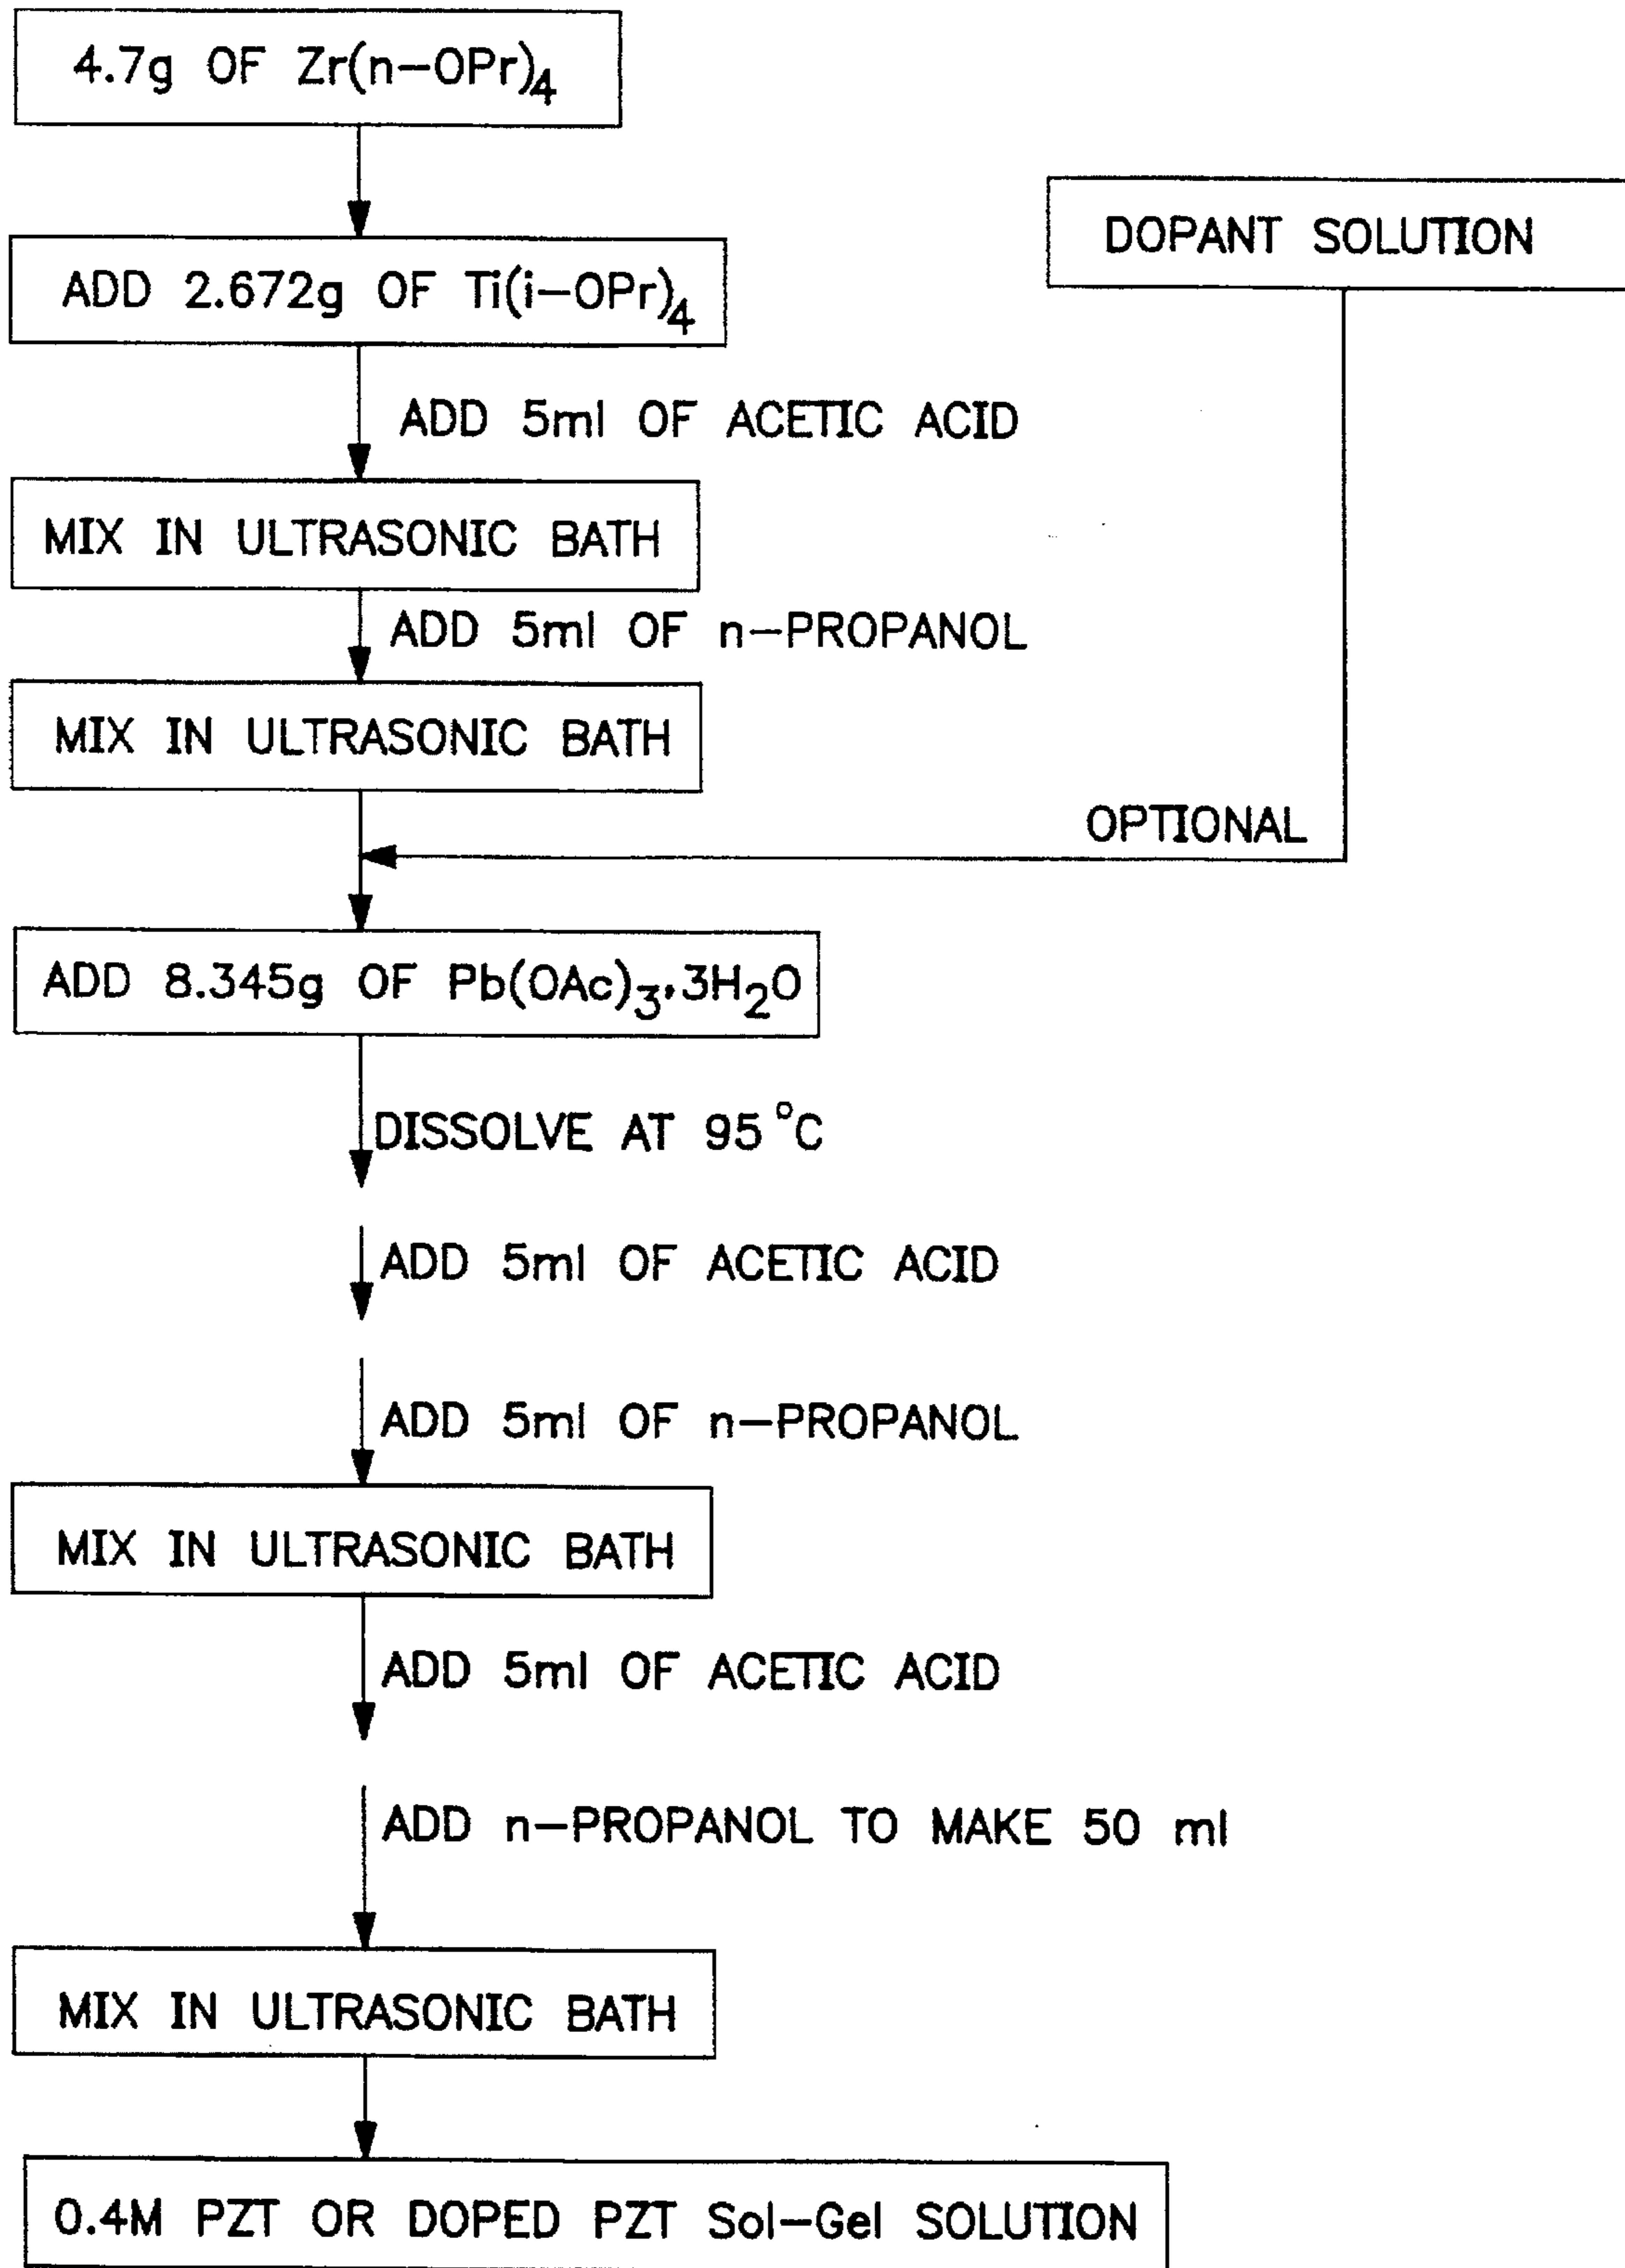 4.7g OF Zr(n-OPr)4
DOPANT SOLUTION
ADD 2.672g OF Ti(i-OPr)4
ADD 5ml OF ACETIC ACID
MIX IN ULTRASONIC BATH
ADD 5ml OF n-PROPANOL
MIX IN ULTRASONIC BATH
OPTIONAL
ADD 8.345g OF Pb(OAc)3.3H2O
DISSOLVE AT 95°C
ADD 5ml OF ACETIC ACID
ADD 5ml OF n-PROPANOL
MIX IN ULTRASONIC BATH
ADD 5ml OF ACETIC ACID
ADD n-PROPANOL TO MAKE 50 ml
MIX IN ULTRASONIC BATH
0.4M PZT OR DOPED PZT Sol-Gel SOLUTION